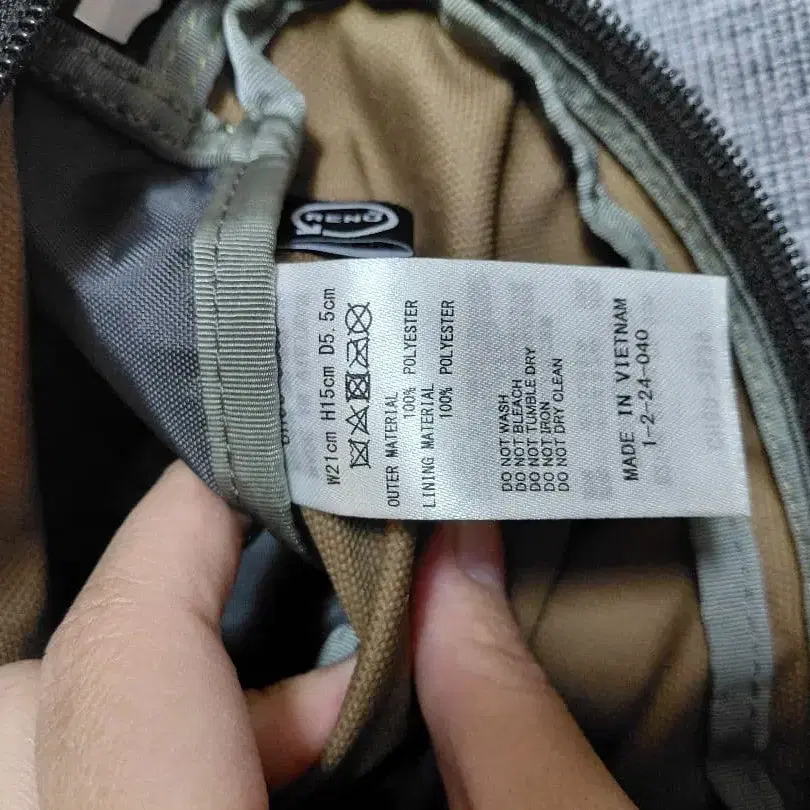 RENO
W21cm H15cm D5.5cm
OUTER MATERIAL
100% POLYESTER
LINING MATERIAL
100% POLYESTER
DO NOT WASH
DO NOT BLEACH
DO NOT TUMBLE DRY
DO NOT IRON
DO NOT DRY CLEAN
MADE IN VIETNAM
1-2-24-040